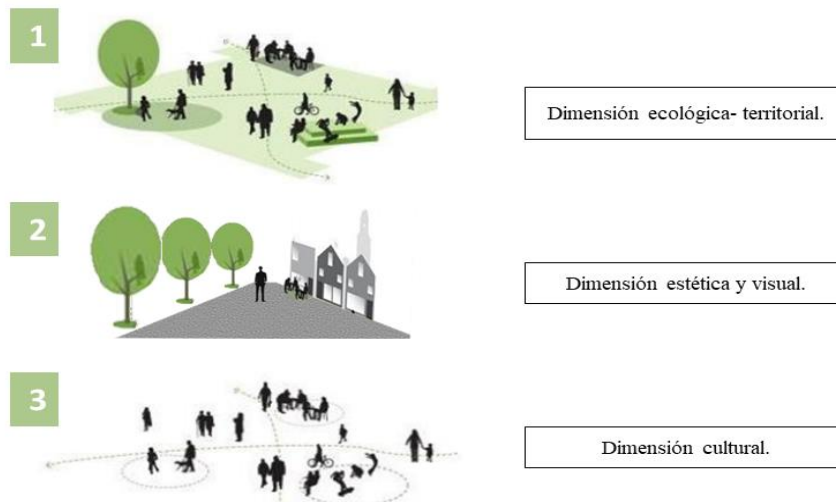 1
Dimensión ecológica- territorial.
2
Dimensión estética y visual.
3
Dimensión cultural.